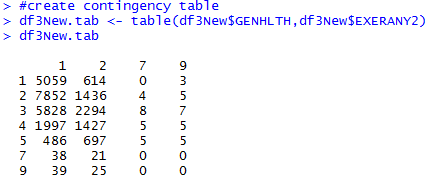 > #create contingency table
> df3New.tab <- table(df3New$GENHLTH,df3New$EXERANY2)
> df3New.tab
1 2 7 9
1 5059 614 0 3
2 7852 1436 4 5
3 5828 2294 8 7
4 1997 1427 5 5
5 486 697 5 5
7 38 21 0 0
9 39 25 0 0